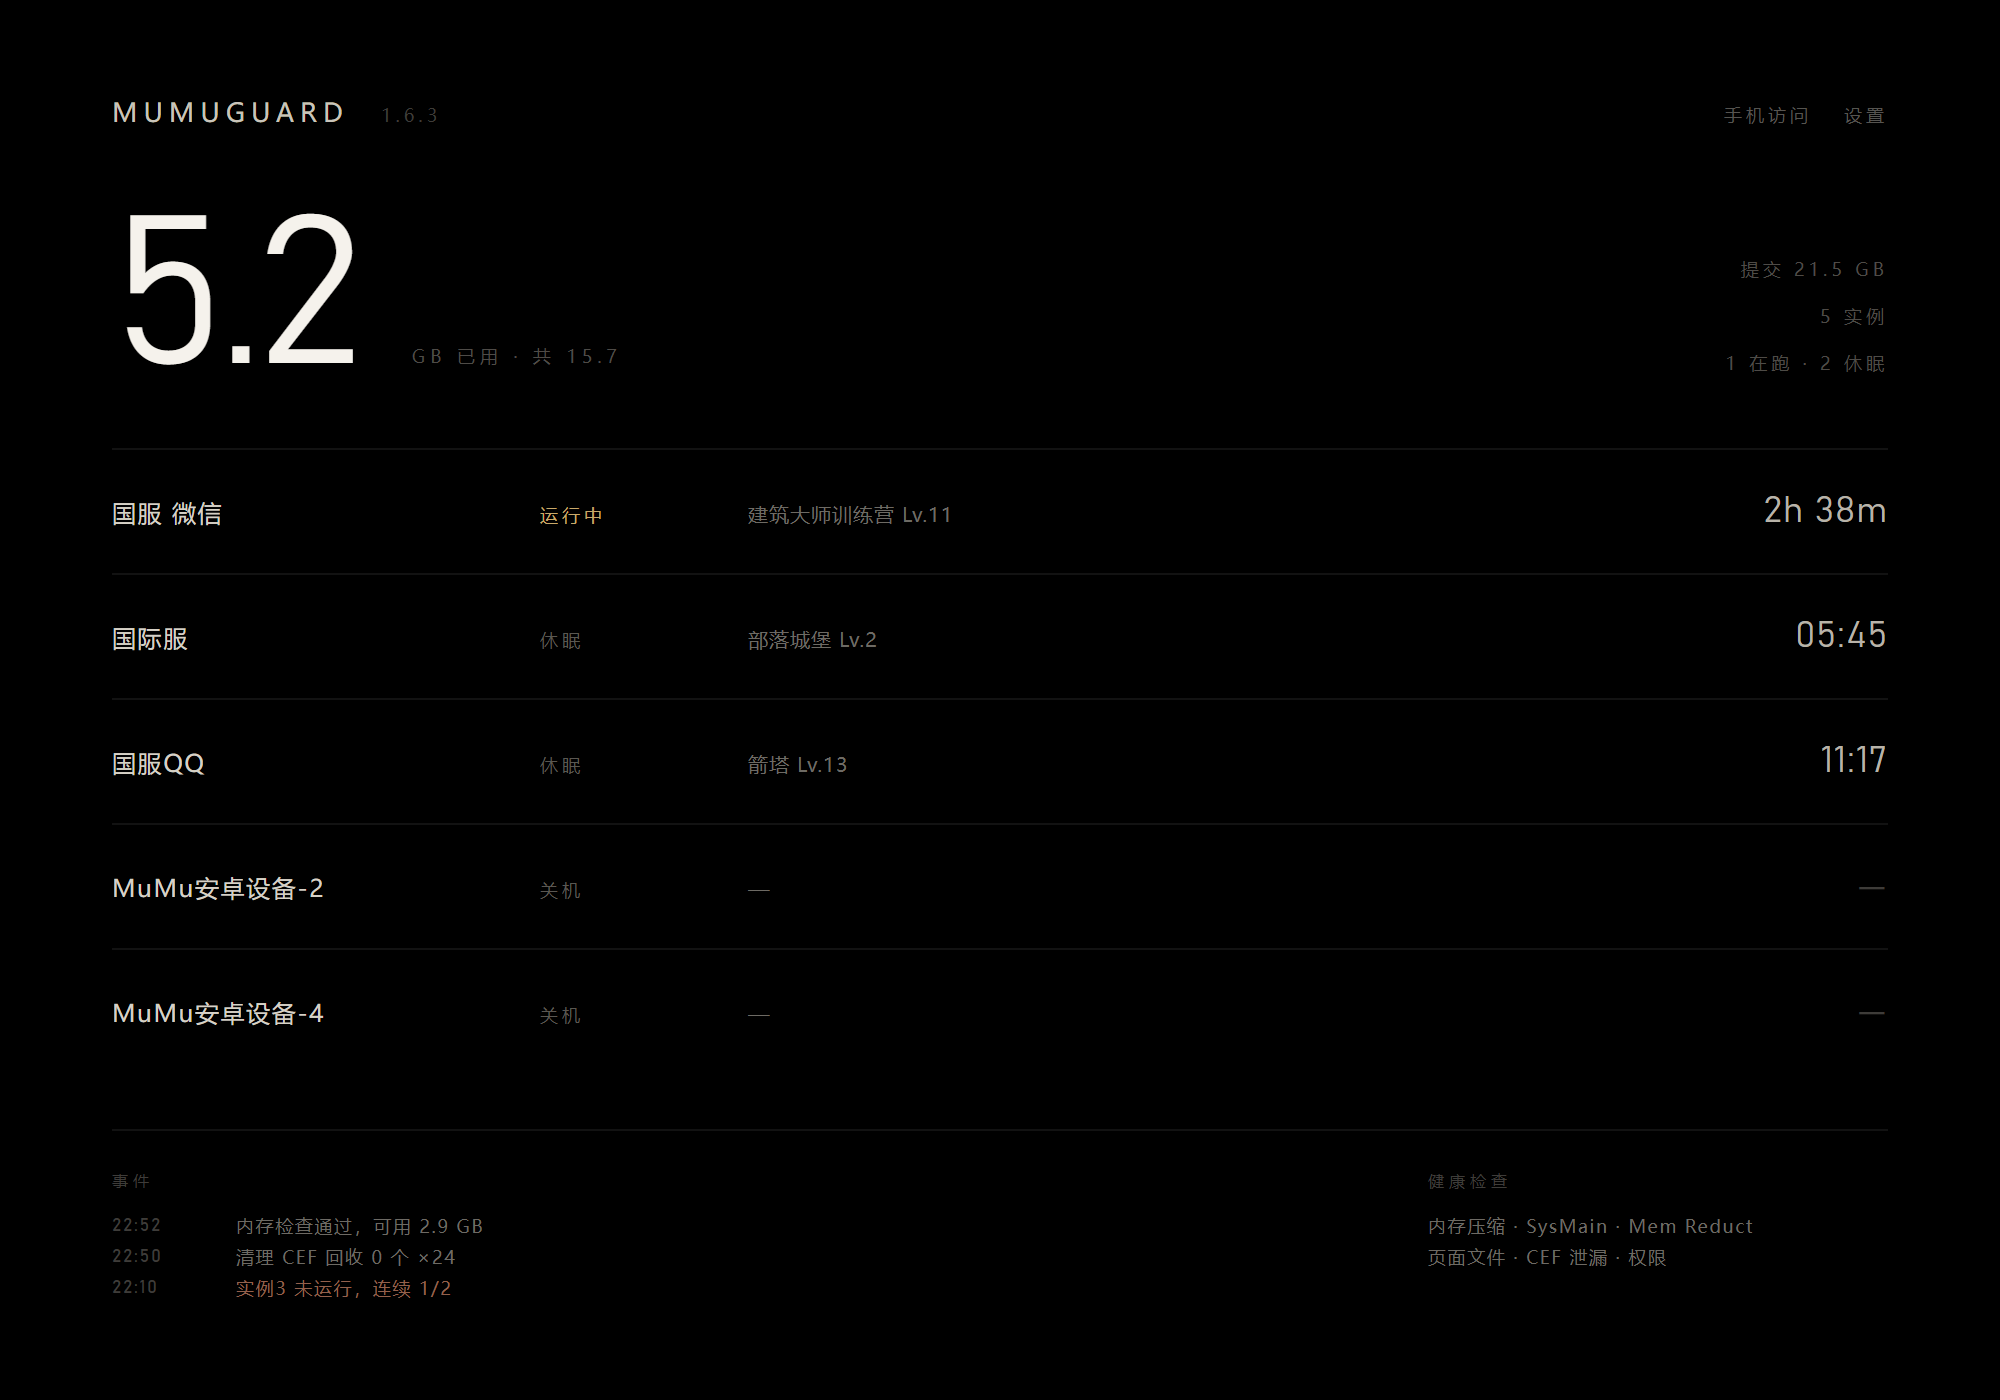 MUMUGUARD 1.6.3 手机访问 设置
5.2 GB 已用 · 共 15.7
提交 21.5 GB
5 实例
1 在跑 · 2 休眠
国服 微信 运行中 建筑大师训练营 Lv.11 2h 38m
国际服 休眠 部落城堡 Lv.2 05:45
国服QQ 休眠 箭塔 Lv.13 11:17
MuMu安卓设备-2 关机 — —
MuMu安卓设备-4 关机 — —
事件
22:52 内存检查通过，可用 2.9 GB
22:50 清理 CEF 回收 0 个 ×24
22:10 实例3 未运行，连续 1/2
健康检查
内存压缩 · SysMain · Mem Reduct
页面文件 · CEF 泄漏 · 权限